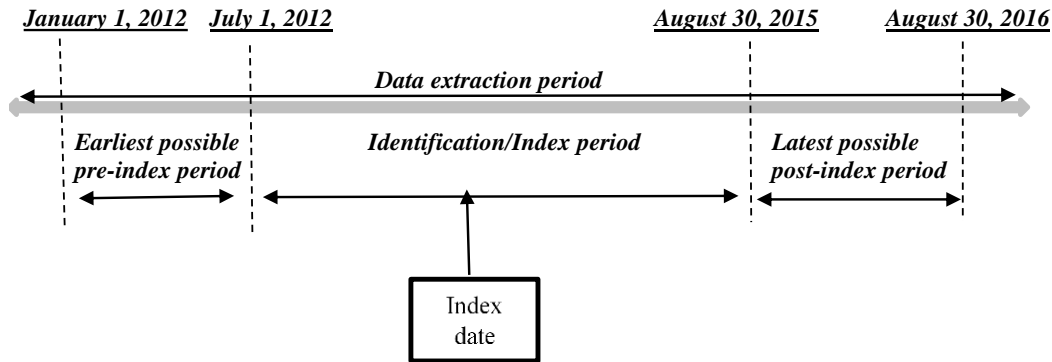 January 1, 2012 July 1, 2012 August 30, 2015 August 30, 2016
Data extraction period
Earliest possible
pre-index period
Identification/Index period
Latest possible
post-index period
Index
date